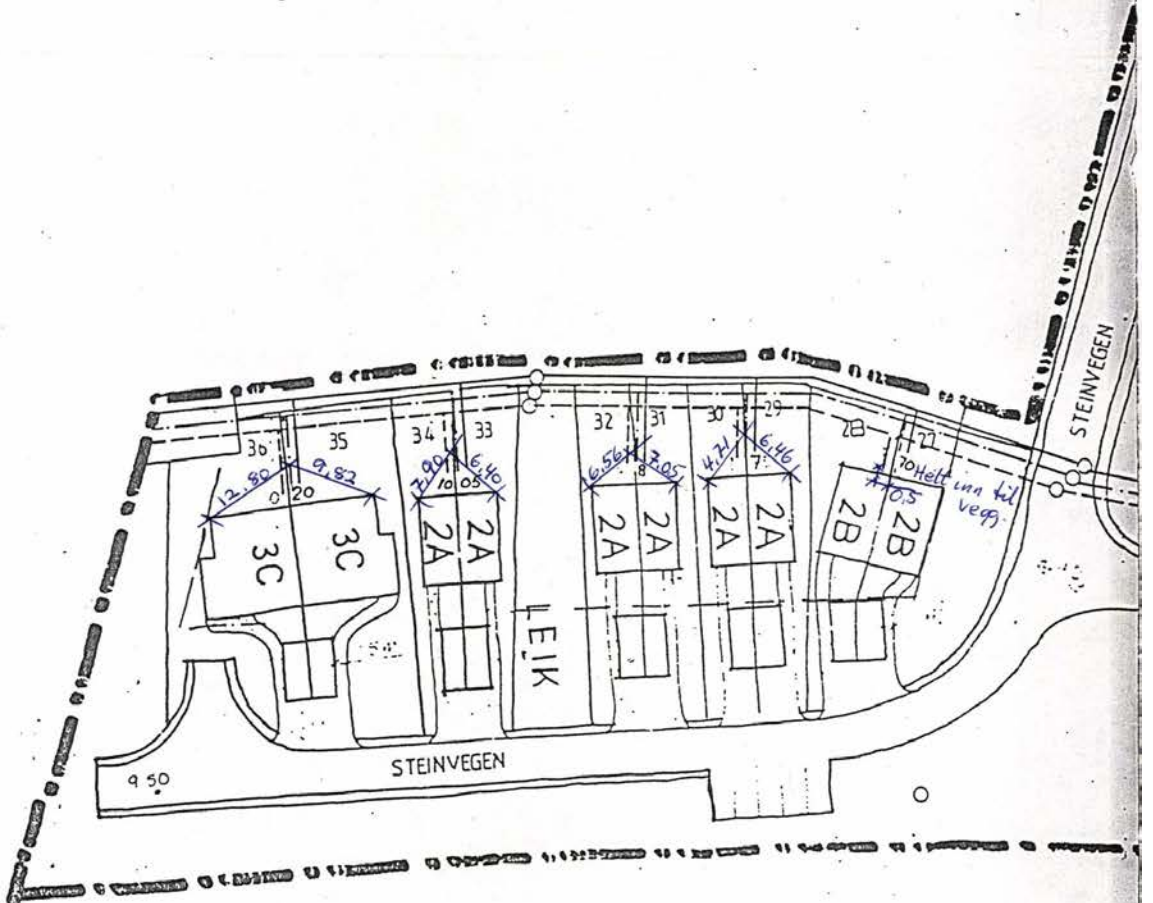 36 35 34 33 32 31 30 29 28 27
12,80 9,82 7,90 6,40 6,56 7,05 4,71 6,46 0,5
Helt inn til
vegg.
0 20 10 05 8 7 70
3C 3C 2A 2A 2A 2A 2A 2A 2B 2B
LEIK
STEINVEGEN
STEINVEGEN
9 50